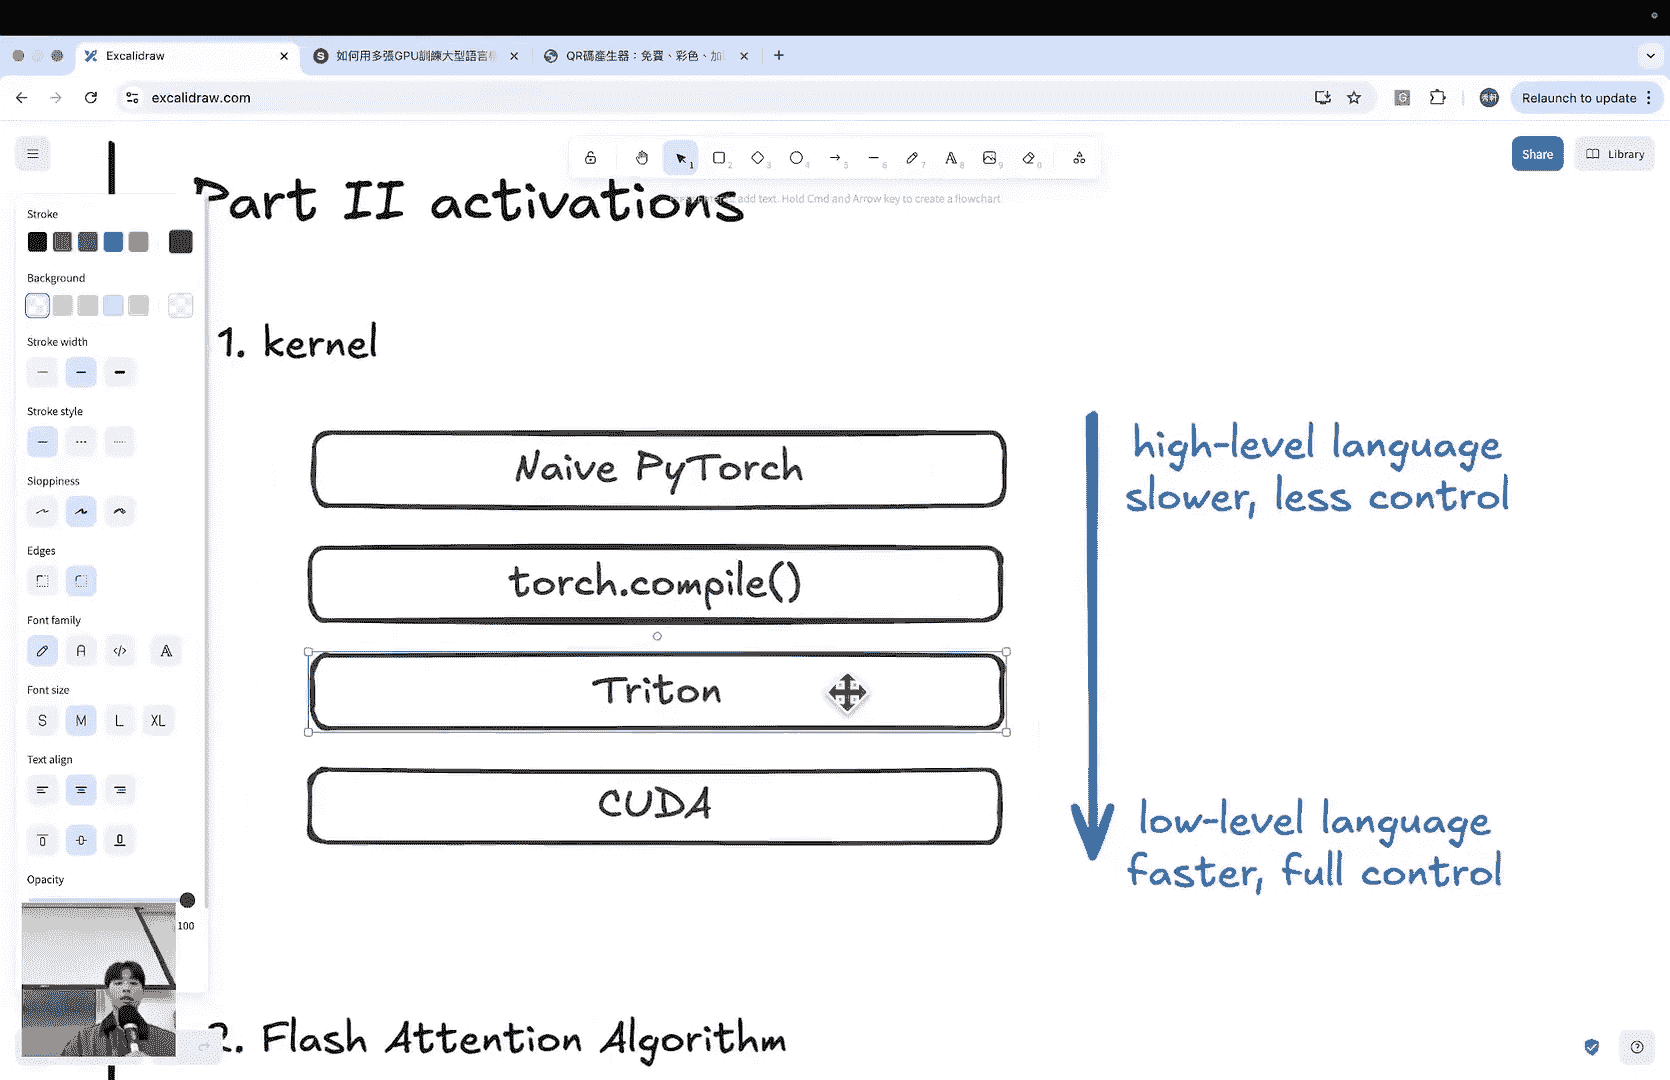 Excalidraw
如何用多張GPU訓練大型語言
QR碼產生器：免費、彩色、加
excalidraw.com
Relaunch to update
Share
Library
add text. Hold Cmd and Arrow key to create a flowchart
Part II activations
Stroke
Background
Stroke width
Stroke style
Sloppiness
Edges
Font family
Font size
S M L XL
Text align
Opacity
100
1. kernel
Naive PyTorch
torch.compile()
Triton
CUDA
high-level language
slower, less control
low-level language
faster, full control
2. Flash Attention Algorithm